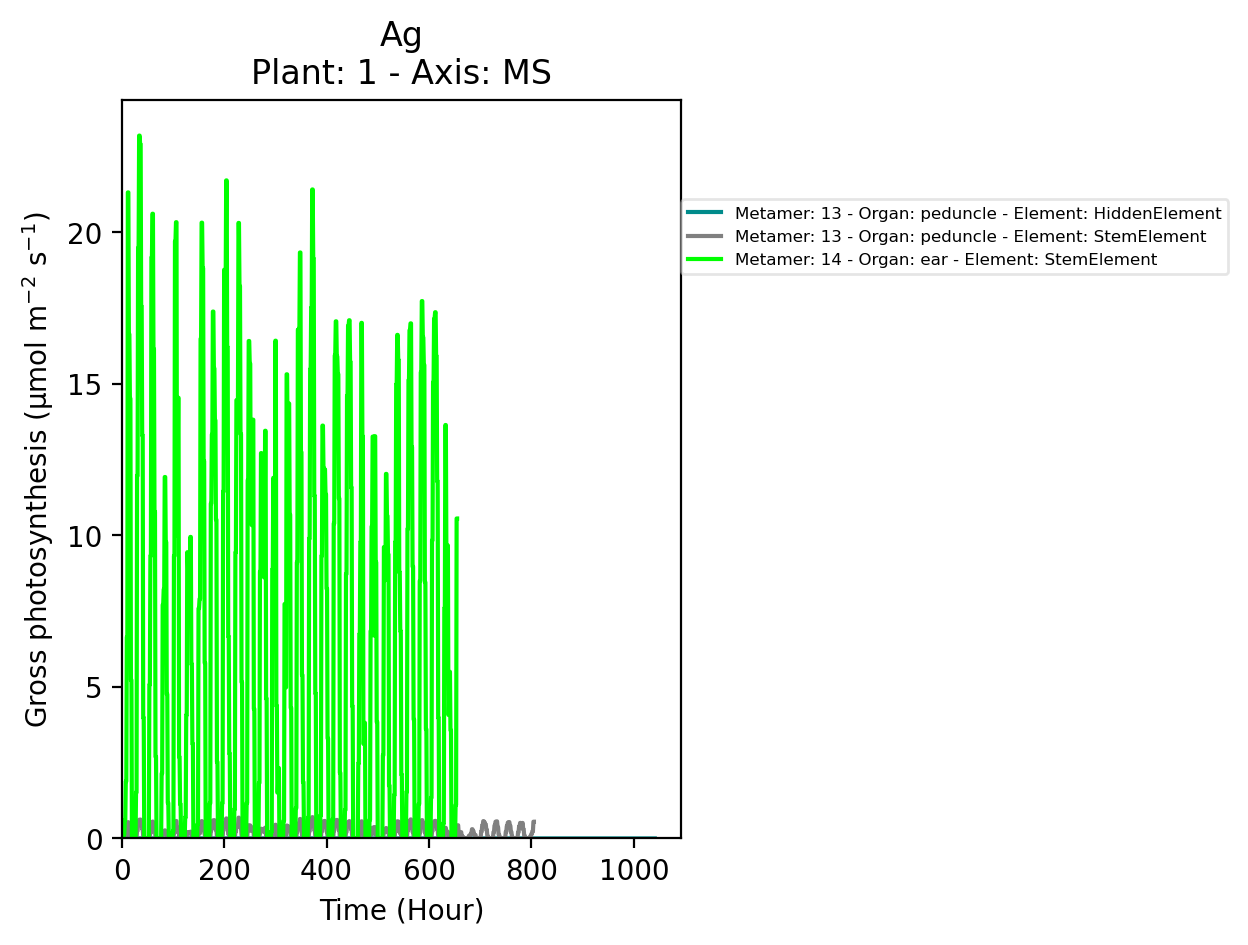 Ag
Plant: 1 - Axis: MS
Gross photosynthesis (µmol m⁻² s⁻¹)
20
15
10
5
0
0 200 400 600 800 1000
Time (Hour)
Metamer: 13 - Organ: peduncle - Element: HiddenElement
Metamer: 13 - Organ: peduncle - Element: StemElement
Metamer: 14 - Organ: ear - Element: StemElement